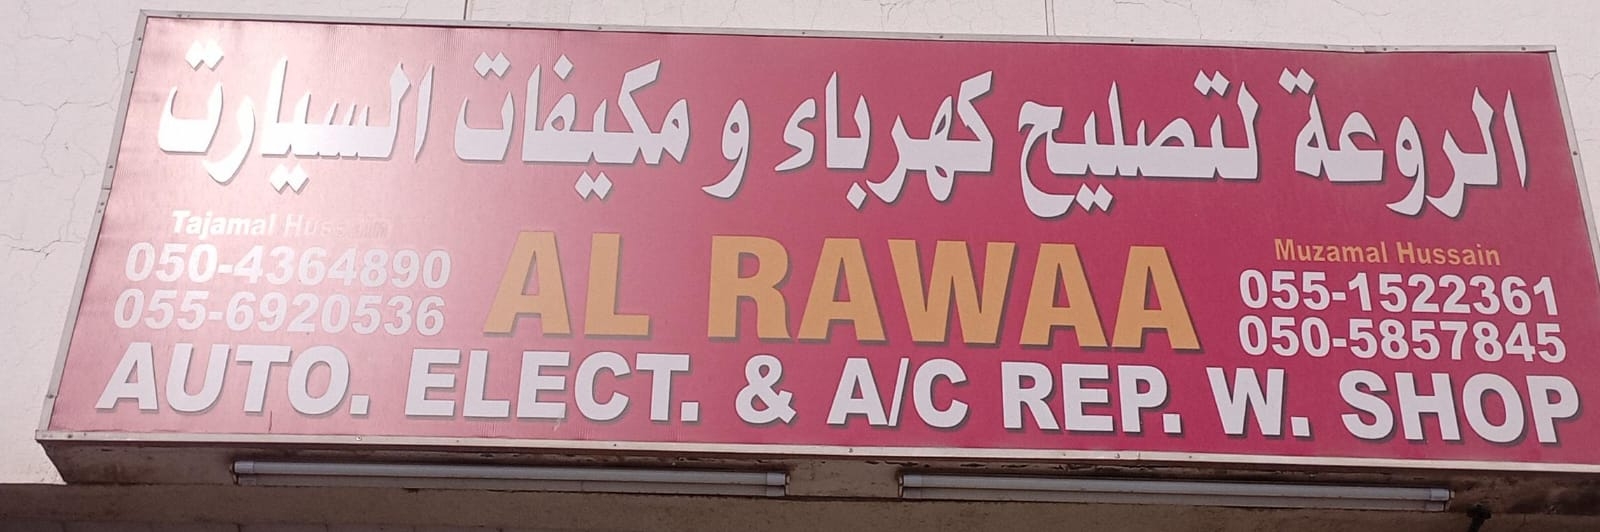 الروعة لتصليح كهرباء و مكيفات السيارت
Tajamal Hussain
050-4364890
055-6920536
AL RAWAA
Muzamal Hussain
055-1522361
050-5857845
AUTO. ELECT. & A/C REP. W. SHOP